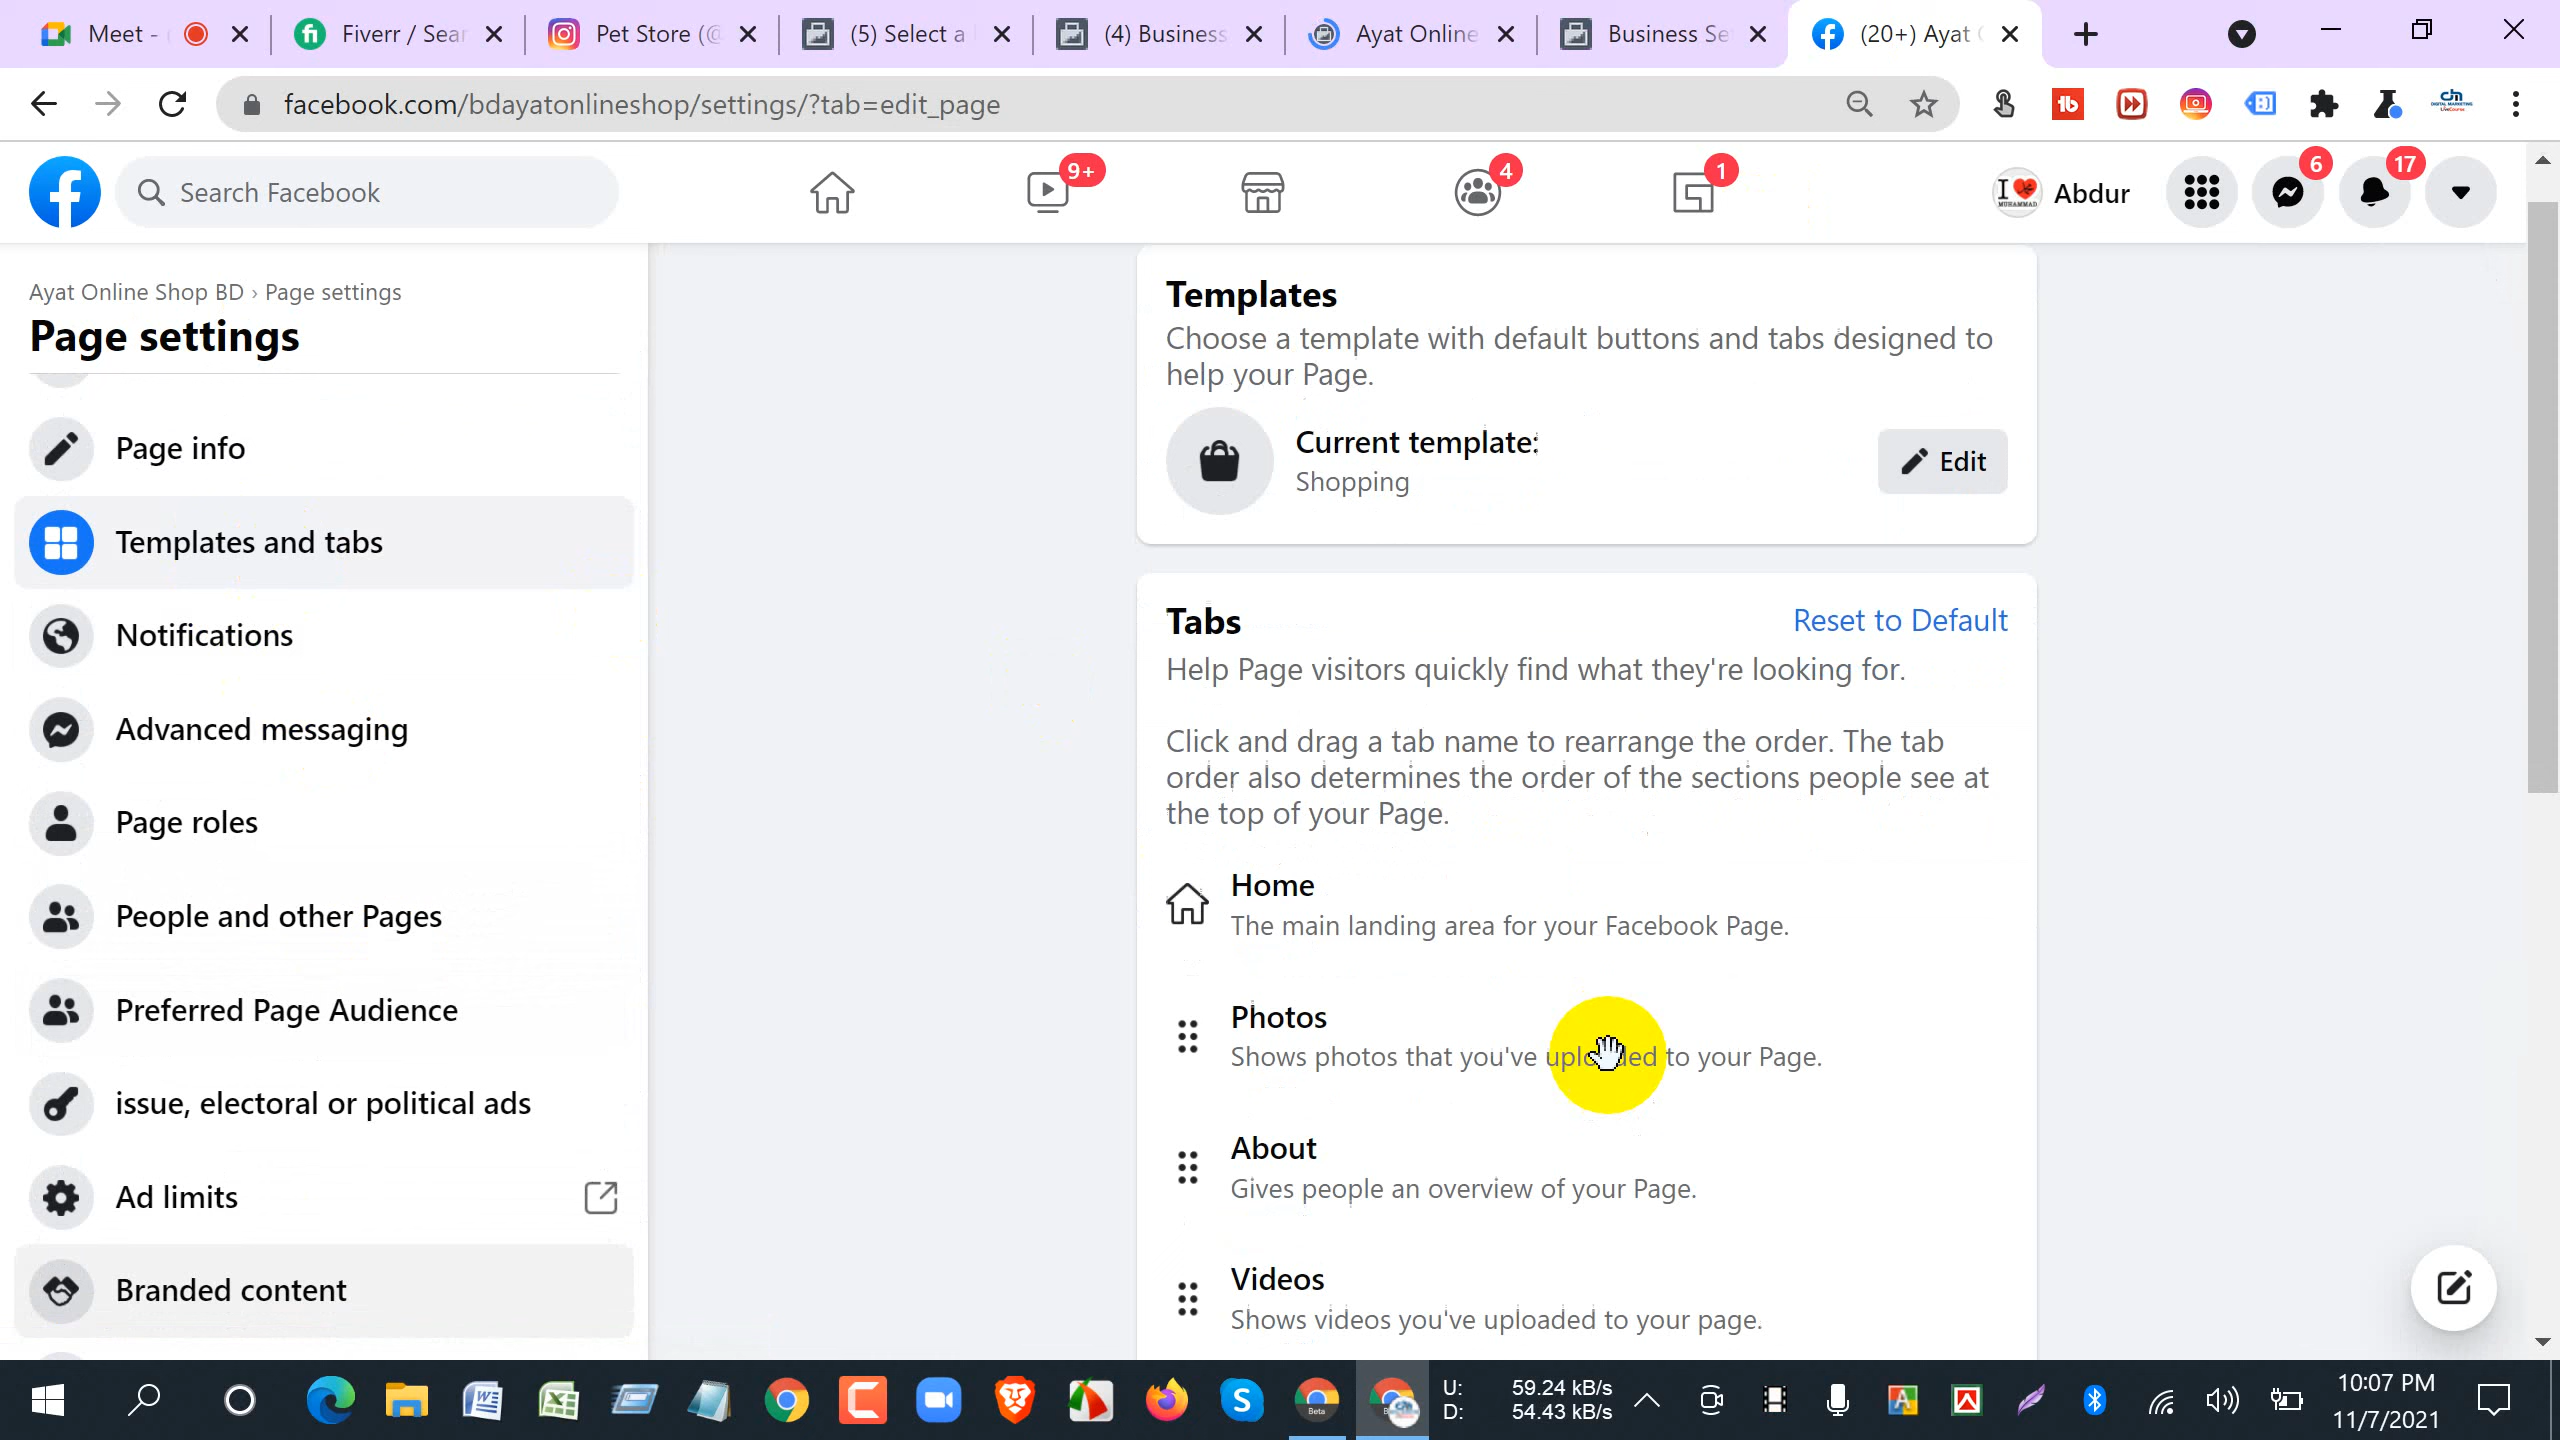 Meet -
Fiverr / Sear
Pet Store (@
(5) Select a
(4) Business
Ayat Online
Business Se
(20+) Ayat
facebook.com/bdayatonlineshop/settings/?tab=edit_page
Search Facebook
9+
4
1
I
MUHAMMAD
Abdur
6
17
Ayat Online Shop BD › Page settings
Page settings
Page info
Templates and tabs
Notifications
Advanced messaging
Page roles
People and other Pages
Preferred Page Audience
issue, electoral or political ads
Ad limits
Branded content
Templates
Choose a template with default buttons and tabs designed to
help your Page.
Current template:
Shopping
Edit
Tabs
Reset to Default
Help Page visitors quickly find what they're looking for.
Click and drag a tab name to rearrange the order. The tab
order also determines the order of the sections people see at
the top of your Page.
Home
The main landing area for your Facebook Page.
Photos
Shows photos that you've uploaded to your Page.
About
Gives people an overview of your Page.
Videos
Shows videos you've uploaded to your page.
U: 59.24 kB/s
D: 54.43 kB/s
10:07 PM
11/7/2021